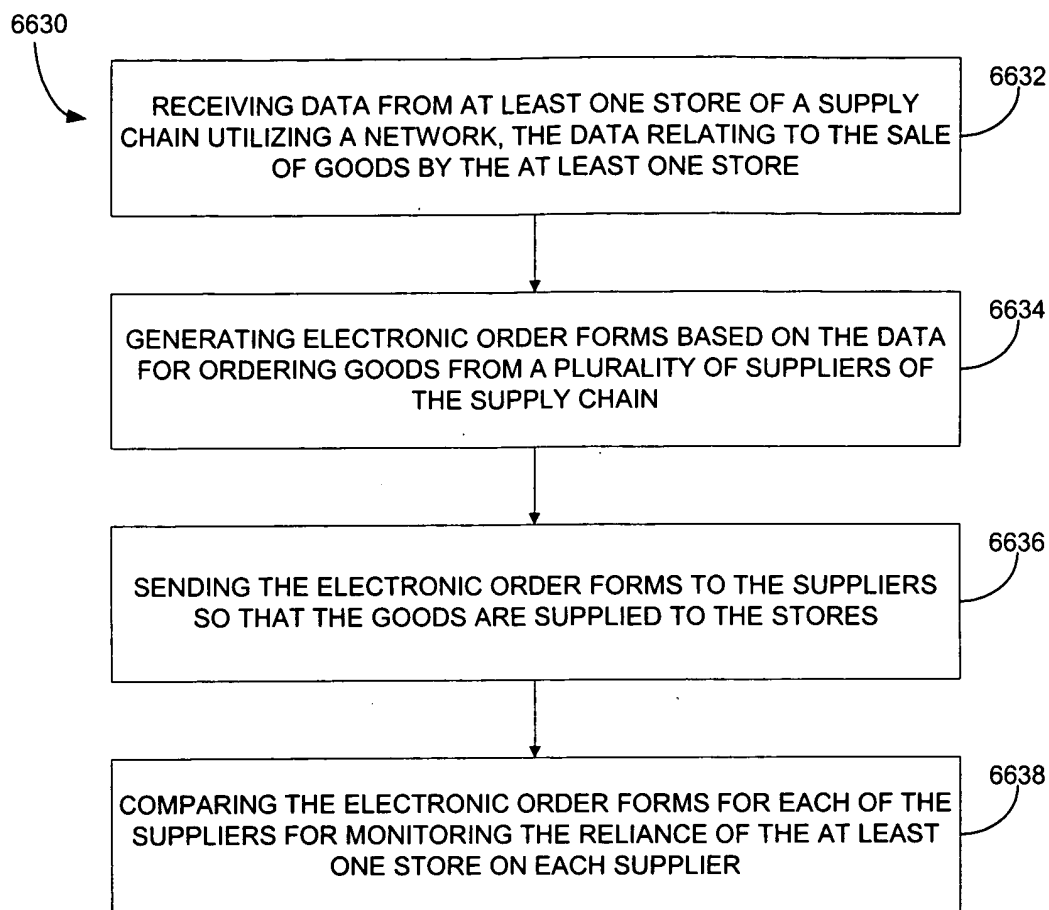 6630
6632
RECEIVING DATA FROM AT LEAST ONE STORE OF A SUPPLY
CHAIN UTILIZING A NETWORK, THE DATA RELATING TO THE SALE
OF GOODS BY THE AT LEAST ONE STORE
6634
GENERATING ELECTRONIC ORDER FORMS BASED ON THE DATA
FOR ORDERING GOODS FROM A PLURALITY OF SUPPLIERS OF
THE SUPPLY CHAIN
6636
SENDING THE ELECTRONIC ORDER FORMS TO THE SUPPLIERS
SO THAT THE GOODS ARE SUPPLIED TO THE STORES
6638
COMPARING THE ELECTRONIC ORDER FORMS FOR EACH OF THE
SUPPLIERS FOR MONITORING THE RELIANCE OF THE AT LEAST
ONE STORE ON EACH SUPPLIER